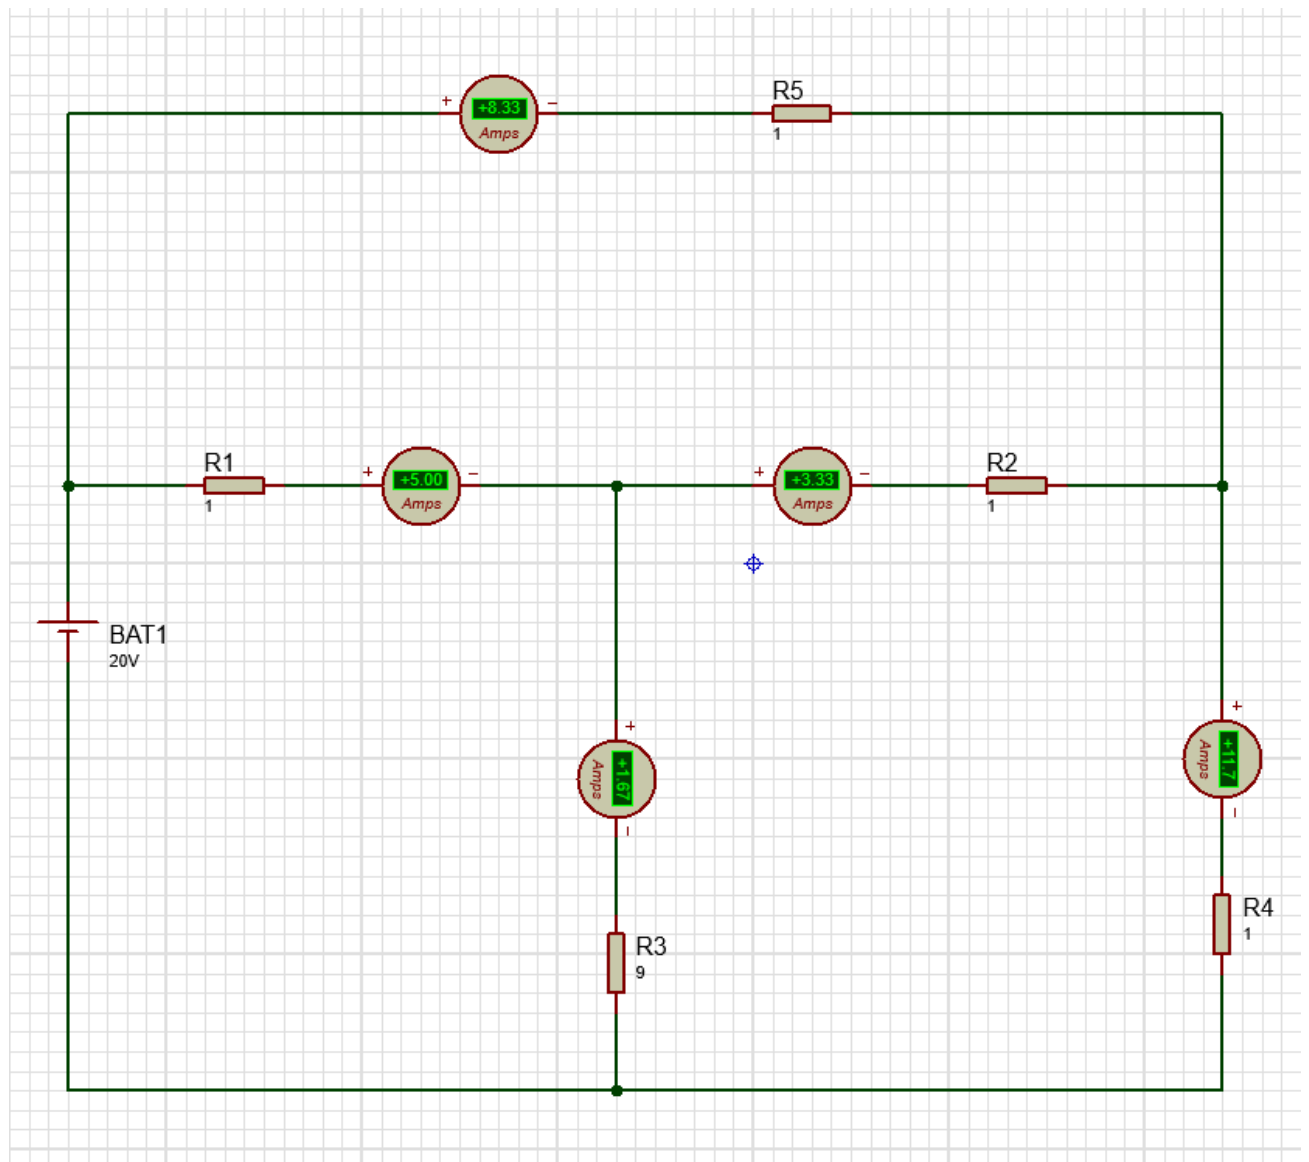 R5
+ +8.33 −
Amps
1
R1
+ +5.00 −
Amps
1
+ +3.33 −
Amps
R2
1
BAT1
20V
+
+1.67
Amps
−
+
+11.7
Amps
−
R3
9
R4
1